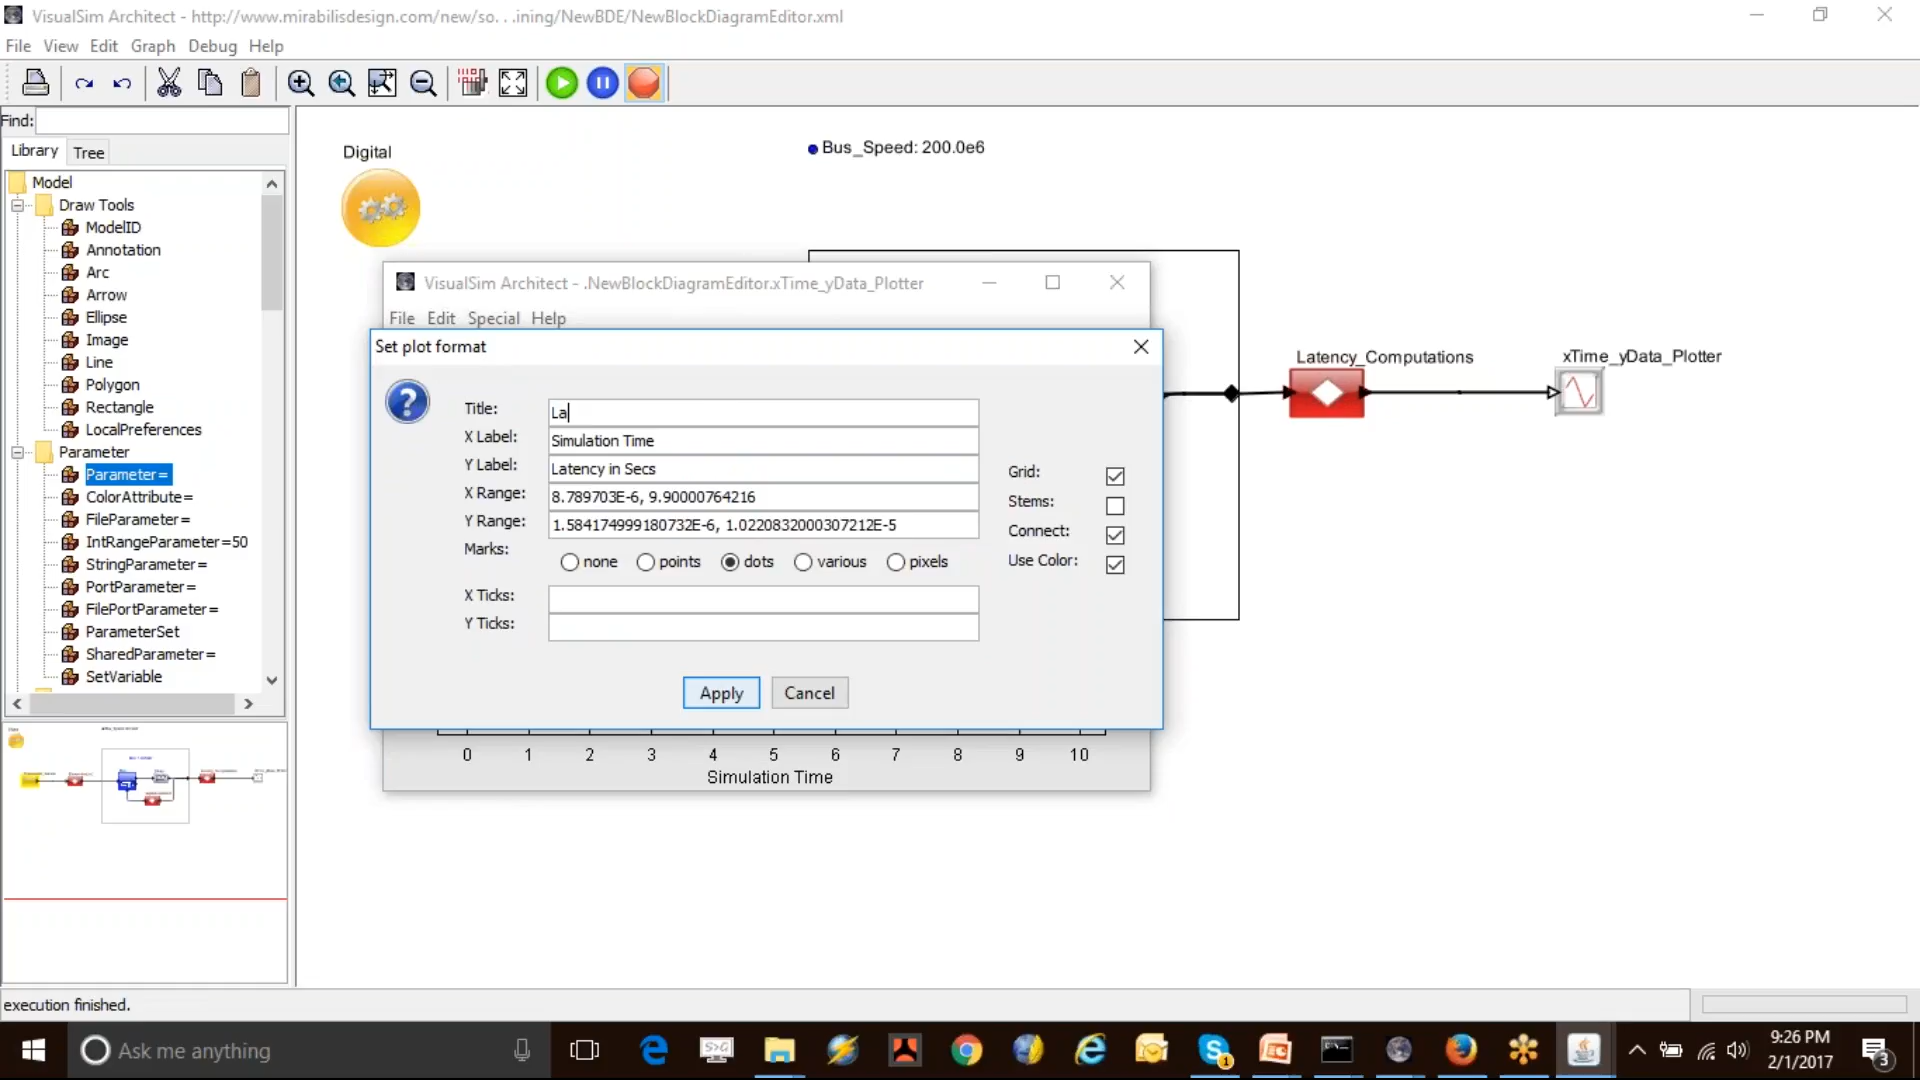 VisualSim Architect - http://www.mirabilisdesign.com/new/so. . .ining/NewBDE/NewBlockDiagramEditor.xml
File View Edit Graph Debug Help
Find:
Library Tree
Model
Draw Tools
ModelID
Annotation
Arc
Arrow
Ellipse
Image
Line
Polygon
Rectangle
LocalPreferences
Parameter
Parameter=
ColorAttribute=
FileParameter=
IntRangeParameter=50
StringParameter=
PortParameter=
FilePortParameter=
ParameterSet
SharedParameter=
SetVariable
Digital
Bus_Speed: 200.0e6
VisualSim Architect - .NewBlockDiagramEditor.xTime_yData_Plotter
File Edit Special Help
Set plot format
Title: La
X Label: Simulation Time
Y Label: Latency in Secs
X Range: 8.789703E-6, 9.90000764216
Y Range: 1.584174999180732E-6, 1.0220832000307212E-5
Marks: none points dots various pixels
X Ticks:
Y Ticks:
Grid:
Stems:
Connect:
Use Color:
Apply Cancel
0 1 2 3 4 5 6 7 8 9 10
Simulation Time
Latency_Computations
xTime_yData_Plotter
execution finished.
Ask me anything
9:26 PM
2/1/2017
1
3